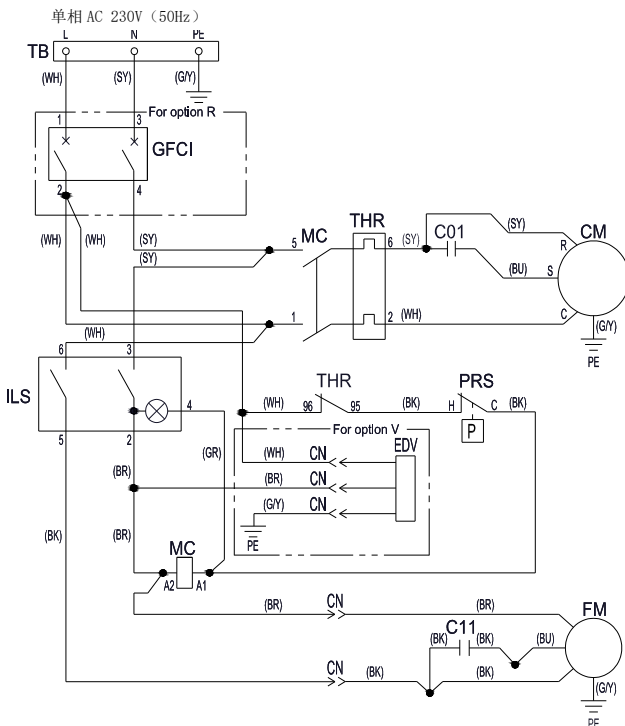 单相 AC 230V（50Hz）
L N PE
TB
(WH) (SY) (G/Y)
For option R
1 3
GFCI
2 4
(WH) (WH) (SY)
(SY)
5 MC THR 6 (SY) C01 (SY) R CM
(BU) S
1 2 (WH) C
(G/Y)
PE
(WH)
6 3
ILS
4
5 2
(GR)
THR PRS
(WH) 96 95 (BK) H C (BK)
P
For option V
EDV
(WH) CN
(BR) CN
(G/Y) CN
PE
(BR)
(BK) (BR)
MC
A2 A1
(BR) CN (BR) FM
C11
(BK) (BK) (BU)
CN (BK) (BK)
(G/Y)
PE